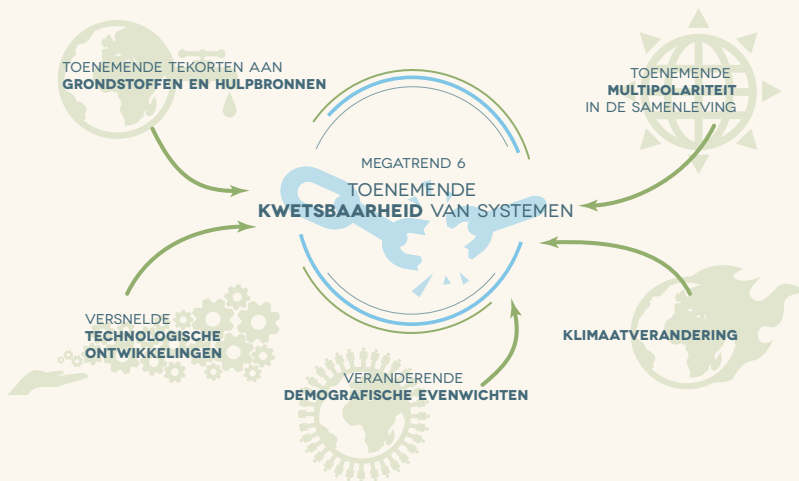 TOENEMENDE TEKORTEN AAN
GRONDSTOFFEN EN HULPBRONNEN
TOENEMENDE
MULTIPOLARITEIT
IN DE SAMENLEVING
MEGATREND 6
TOENEMENDE
KWETSBAARHEID VAN SYSTEMEN
VERSNELDE
TECHNOLOGISCHE
ONTWIKKELINGEN
KLIMAATVERANDERING
VERANDERENDE
DEMOGRAFISCHE EVENWICHTEN